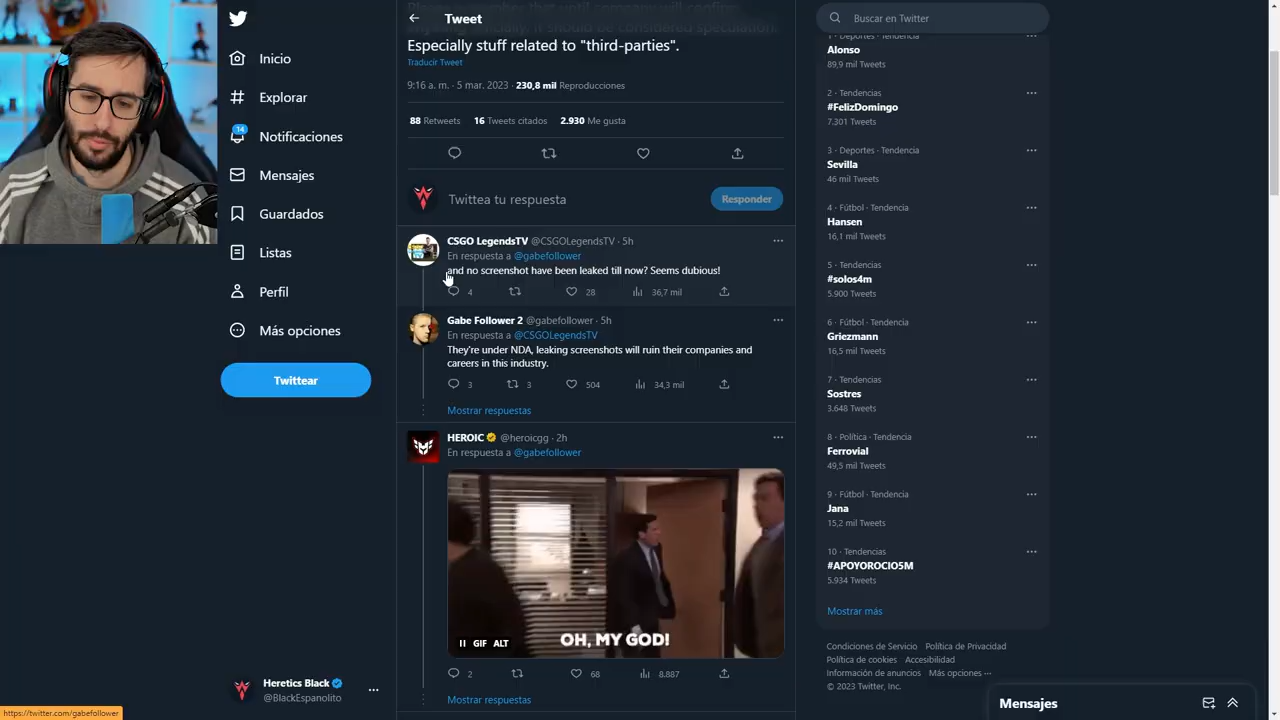 Inicio
Explorar
14
Notificaciones
Mensajes
Guardados
Listas
Perfil
Más opciones
Twittear
Heretics Black
@BlackEspanolito
https://twitter.com/gabefollower
Tweet
Especially stuff related to "third-parties".
Traducir Tweet
9:16 a. m. · 5 mar. 2023 · 230,8 mil Reproducciones
88 Retweets 16 Tweets citados 2.930 Me gusta
Twittea tu respuesta
Responder
CSGO LegendsTV @CSGOLegendsTV · 5h
En respuesta a @gabefollower
and no screenshot have been leaked till now? Seems dubious!
4 28 36,7 mil
Gabe Follower 2 @gabefollower · 5h
En respuesta a @CSGOLegendsTV
They're under NDA, leaking screenshots will ruin their companies and
careers in this industry.
3 3 504 34,3 mil
Mostrar respuestas
HEROIC @heroicgg · 2h
En respuesta a @gabefollower
GIF ALT
OH, MY GOD!
2 68 8.887
Mostrar respuestas
Buscar en Twitter
1 · Deportes · Tendencia
Alonso
89,9 mil Tweets
2 · Tendencias
#FelizDomingo
7.301 Tweets
3 · Deportes · Tendencia
Sevilla
46 mil Tweets
4 · Fútbol · Tendencia
Hansen
16,1 mil Tweets
5 · Tendencias
#solos4m
5.900 Tweets
6 · Fútbol · Tendencia
Griezmann
16,5 mil Tweets
7 · Tendencias
Sostres
3.648 Tweets
8 · Política · Tendencia
Ferrovial
49,5 mil Tweets
9 · Fútbol · Tendencia
Jana
15,2 mil Tweets
10 · Tendencias
#APOYOROCIO5M
5.934 Tweets
Mostrar más
Condiciones de Servicio Política de Privacidad
Política de cookies Accesibilidad
Información de anuncios Más opciones ···
© 2023 Twitter, Inc.
Mensajes